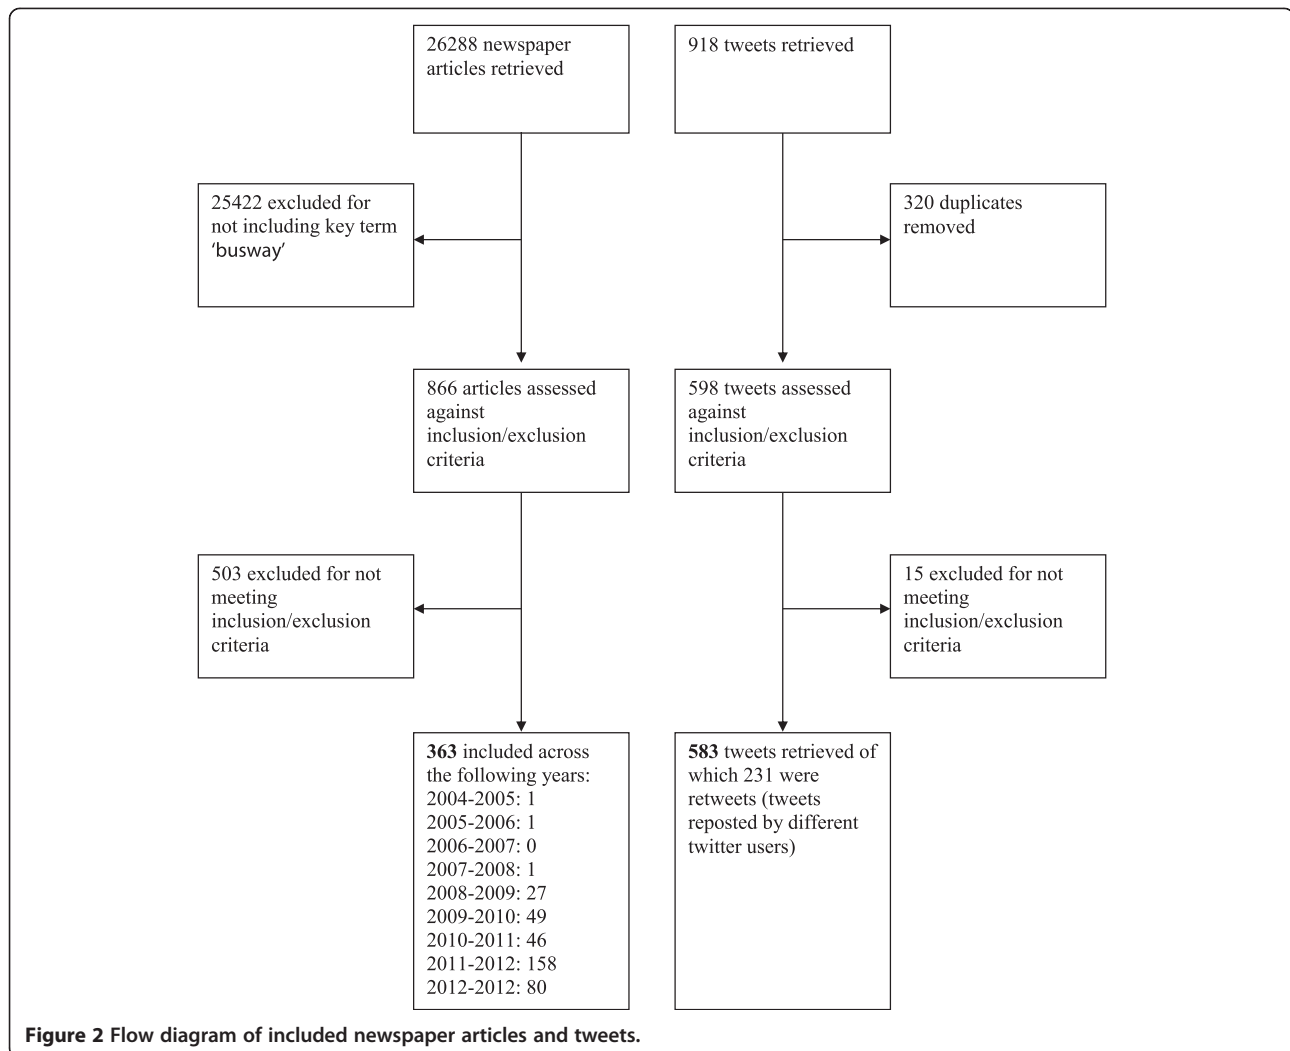 26288 newspaper
articles retrieved
918 tweets retrieved
25422 excluded for
not including key term
‘busway’
320 duplicates
removed
866 articles assessed
against
inclusion/exclusion
criteria
598 tweets assessed
against
inclusion/exclusion
criteria
503 excluded for not
meeting
inclusion/exclusion
criteria
15 excluded for not
meeting
inclusion/exclusion
criteria
363 included across
the following years:
2004-2005: 1
2005-2006: 1
2006-2007: 0
2007-2008: 1
2008-2009: 27
2009-2010: 49
2010-2011: 46
2011-2012: 158
2012-2012: 80
583 tweets retrieved of
which 231 were
retweets (tweets
reposted by different
twitter users)
Figure 2 Flow diagram of included newspaper articles and tweets.